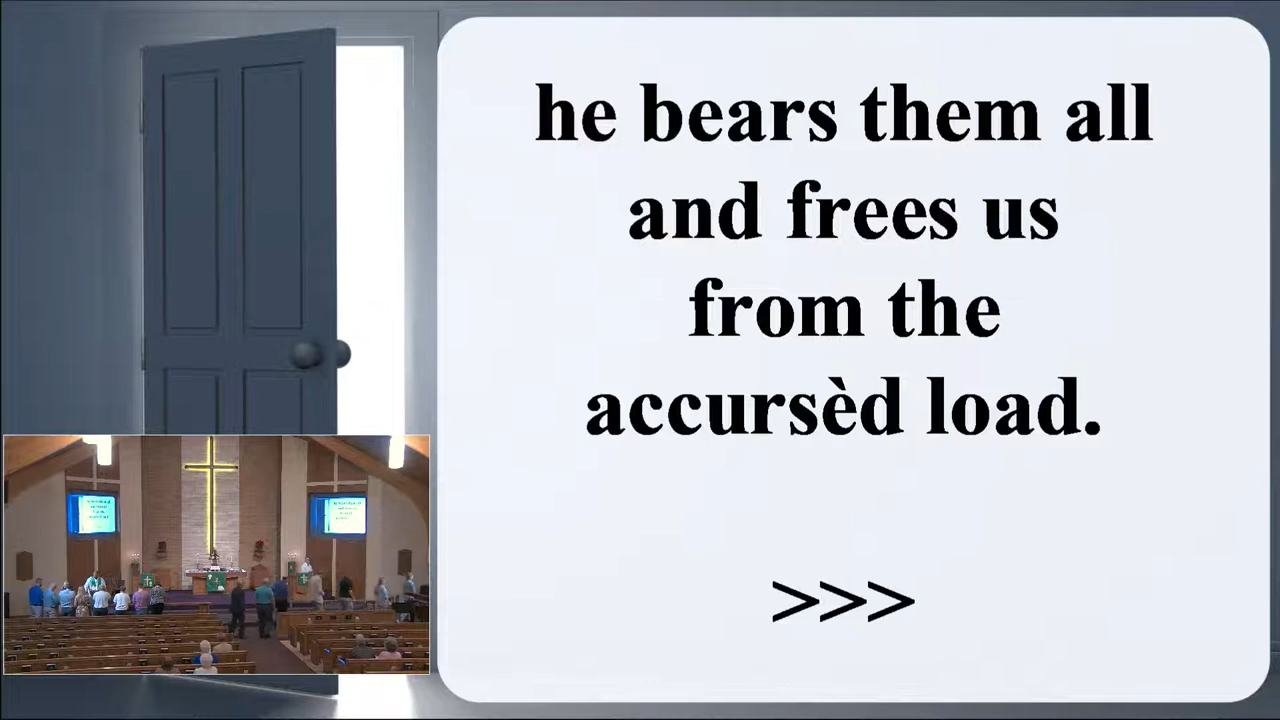 he bears them all
and frees us
from the
accursèd load.
>>>